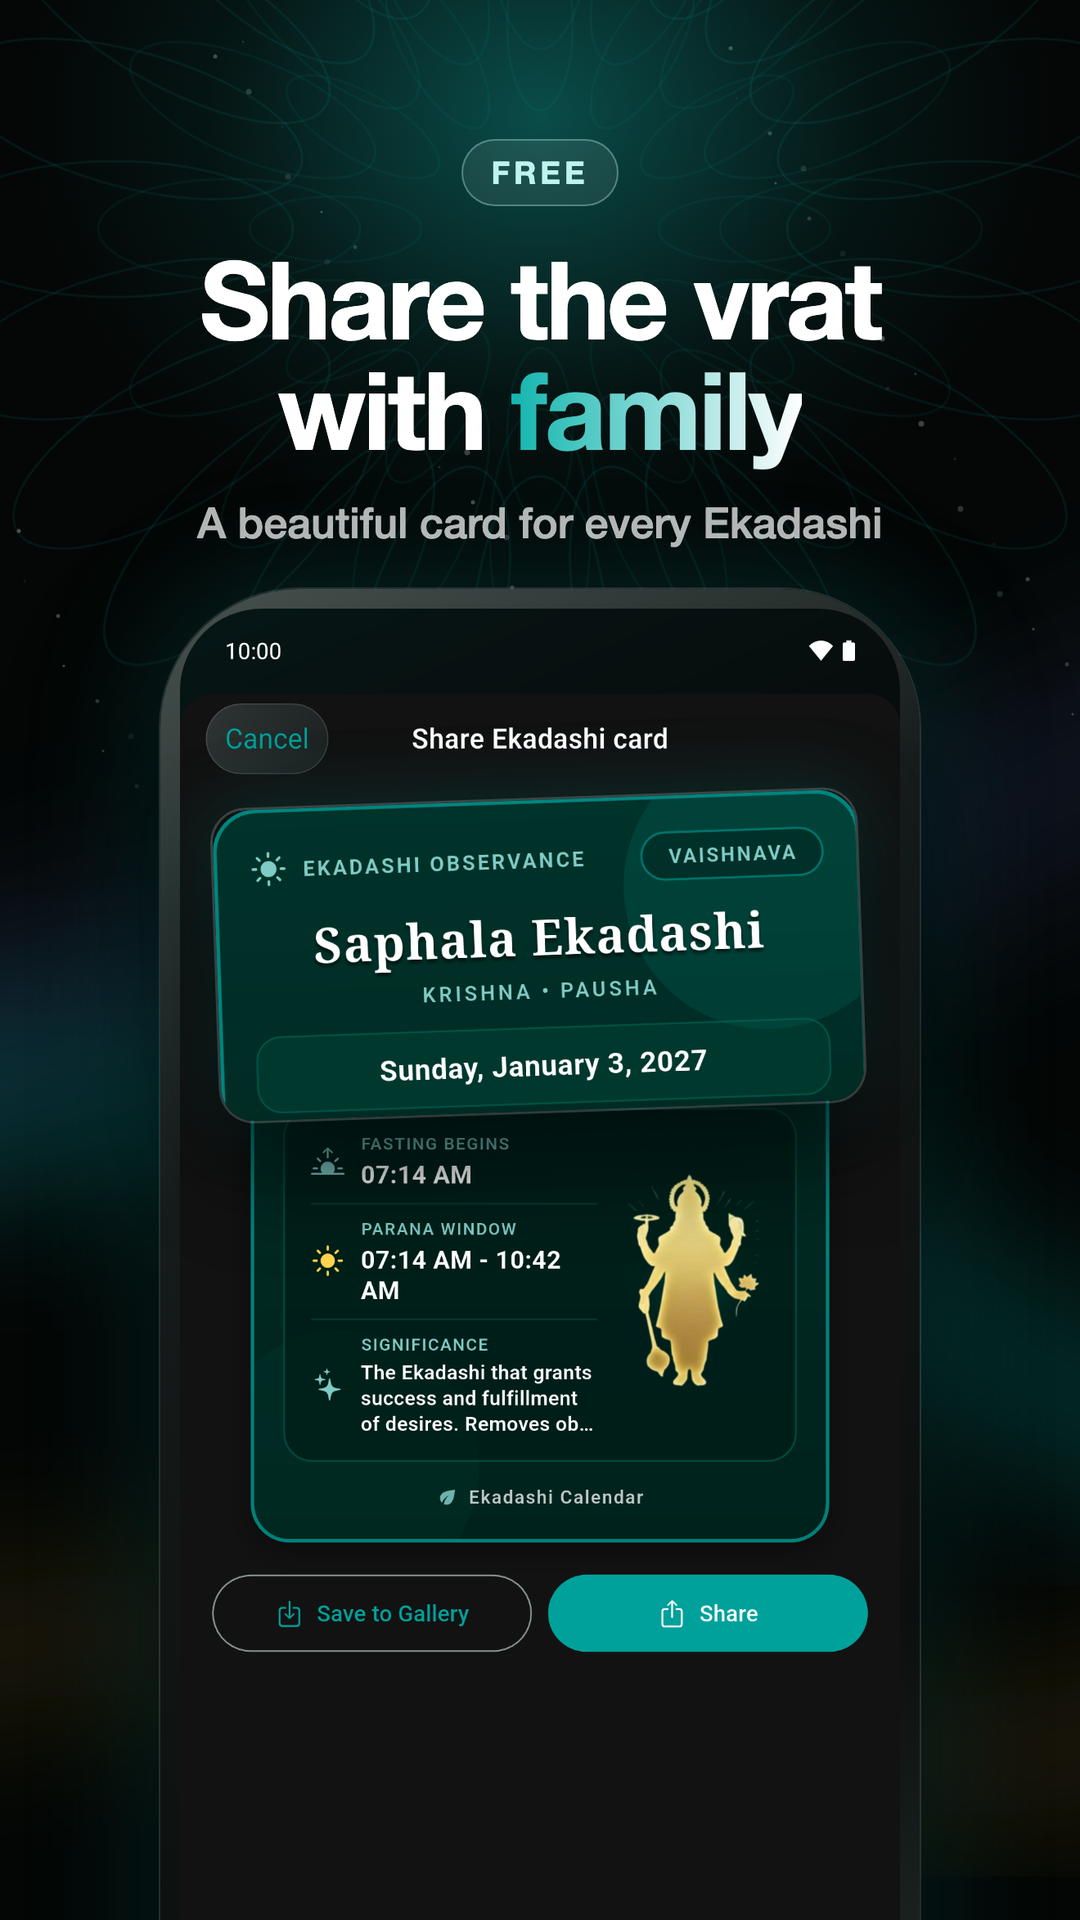 FREE
Share the vrat
with family
A beautiful card for every Ekadashi
10:00
Cancel
Share Ekadashi card
EKADASHI OBSERVANCE
VAISHNAVA
Saphala Ekadashi
KRISHNA • PAUSHA
Sunday, January 3, 2027
FASTING BEGINS
07:14 AM
PARANA WINDOW
07:14 AM - 10:42
AM
SIGNIFICANCE
The Ekadashi that grants
success and fulfillment
of desires. Removes ob...
Ekadashi Calendar
Save to Gallery
Share